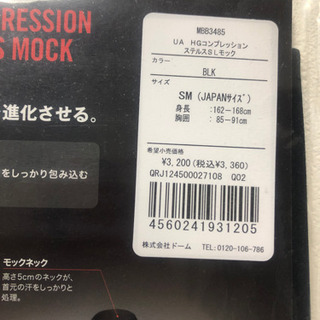 PRESSION
S MOCK
進化させる。
をしっかり包み込む
モックネック
高さ5cmのネックが、
首元の汗をしっかりと
処理。
MBB3485
UA HGコンプレッション
ステルスSLモック
カラー
BLK
サイズ
SM (JAPANｻｲｽﾞ)
身長 :162-168cm
胸囲 : 85-91cm
希望小売価格
¥3,200(税込¥3,360)
QRJ124500027108 Q02
4560241931205
株式会社ドーム TEL:0120-106-786